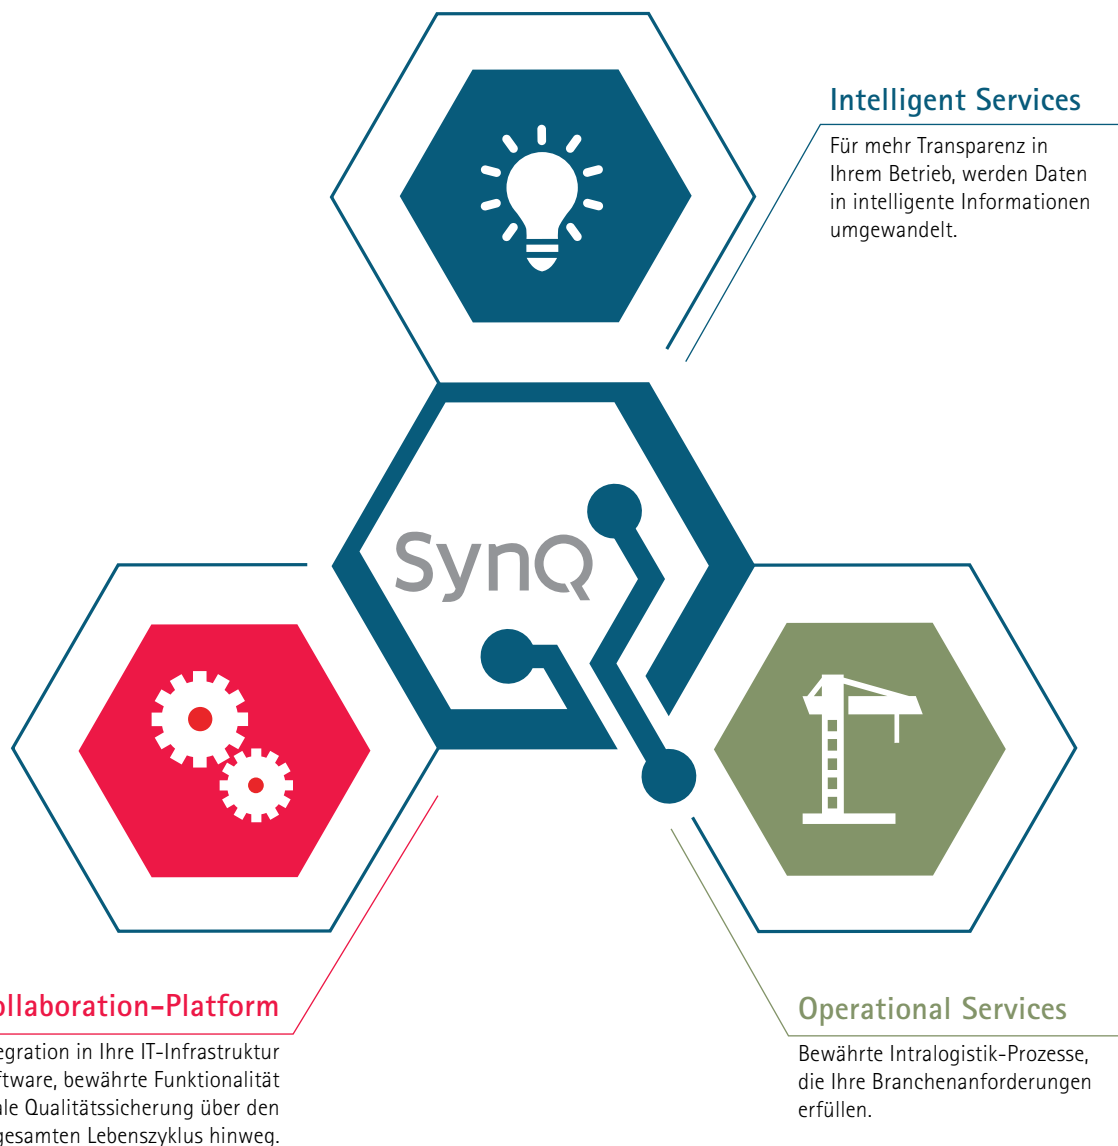 Intelligent Services
Für mehr Transparenz in
Ihrem Betrieb, werden Daten
in intelligente Informationen
umgewandelt.
SynQ
ollaboration-Platform
egration in Ihre IT-Infrastruktur
ftware, bewährte Funktionalität
ale Qualitätssicherung über den
gesamten Lebenszyklus hinweg.
Operational Services
Bewährte Intralogistik-Prozesse,
die Ihre Branchenanforderungen
erfüllen.